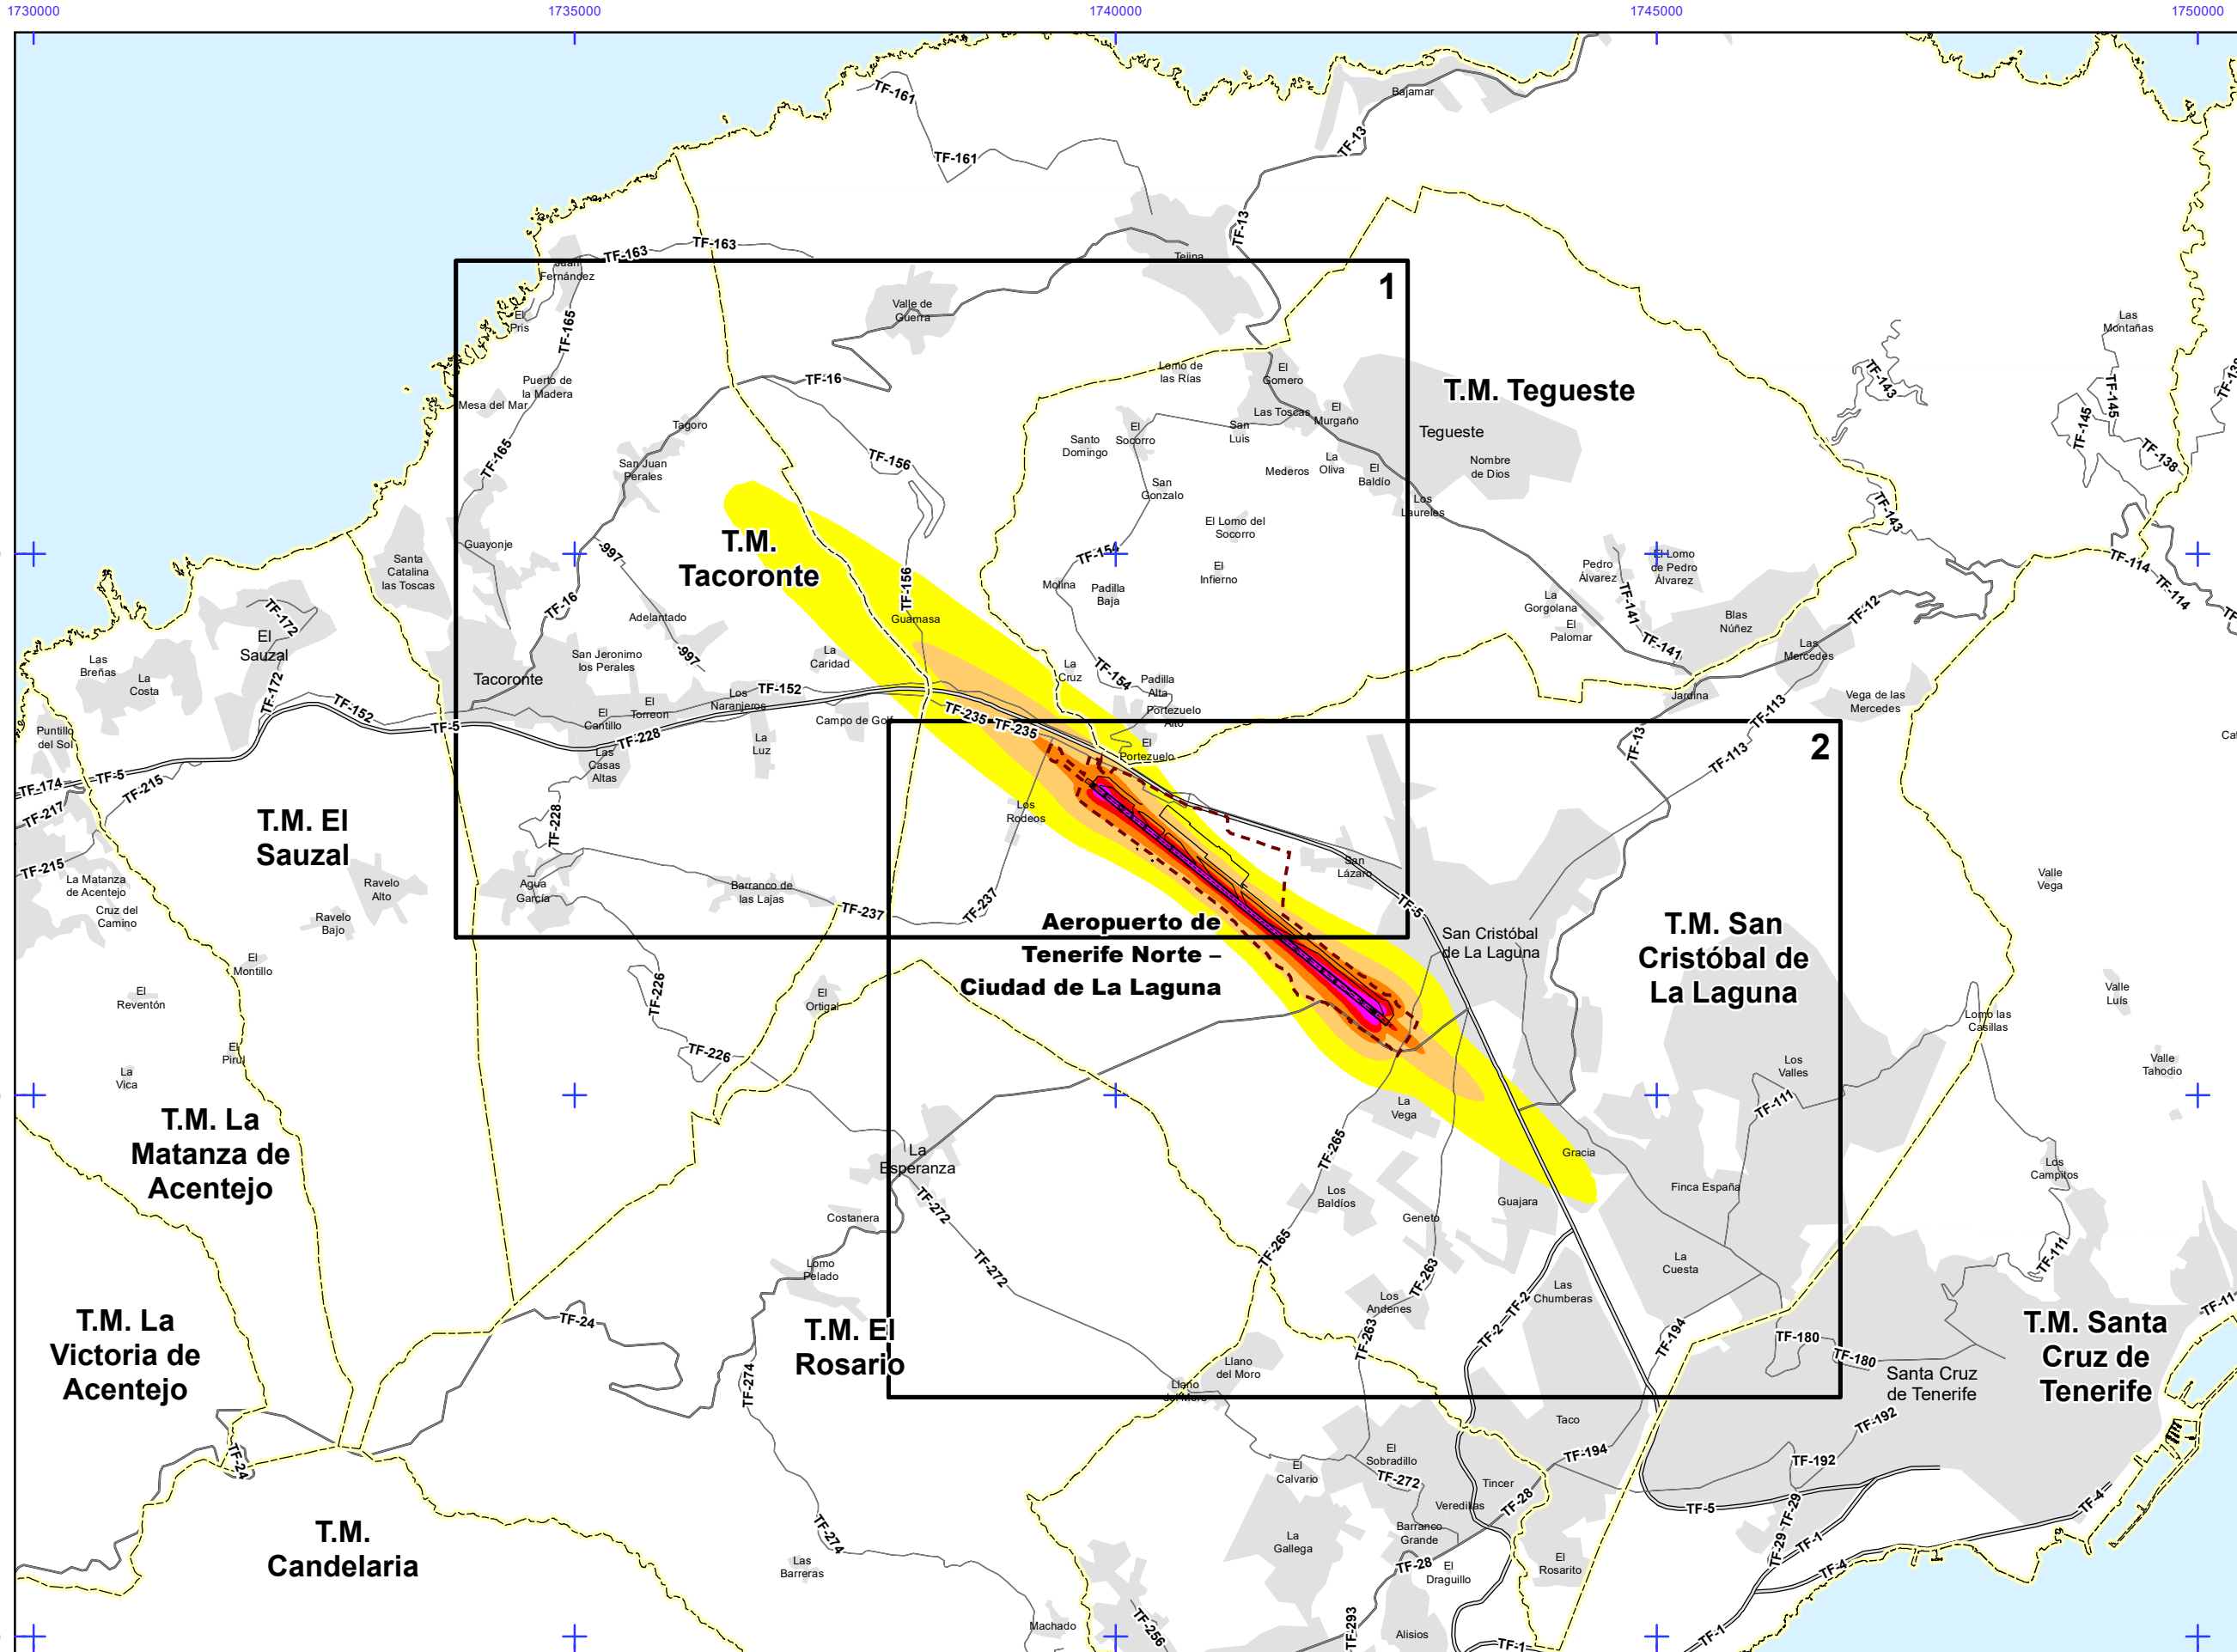 1730000
1735000
1740000
1745000
1750000
TF-161
TF-161
Bajamar
TF-13
TF-13
TF-163
TF-163
Tejina
Juan
Fernández
1
El
Pris
TF-165
Valle de
Guerra
Las
Montañas
Puerto de
la Madera
Mesa del Mar
TF-16
Lomo de
las Rías
El
Gomero
T.M. Tegueste
TF-143
TF-145
TF-145
Tagoro
Las Toscas
El
Murgaño
San
Luis
El
Socorro
Santo
Domingo
Tegueste
TF-138
TF-165
San Juan
Perales
TF-156
Mederos
La
Oliva
El
Baldío
Nombre
de Dios
San
Gonzalo
Los
Laureles
TF-143
El Lomo del
Socorro
Santa
Catalina
las Toscas
Guayonje
-997-
T.M.
Tacoronte
TF-154
El
Infierno
Molina
Padilla
Baja
Pedro
Álvarez
El Lomo
de Pedro
Álvarez
TF-114
TF-114
TF-156
TF-16
TF-172
El
Sauzal
Adelantado
Guamasa
La
Gorgolana
El
Palomar
TF-141
TF-141
Blas
Núñez
TF-12
Las
Mercedes
Las
Breñas
La
Costa
San Jeronimo
los Perales
-997-
La
Caridad
La
Cruz
TF-154
Padilla
Alta
Tacoronte
TF-172
TF-152
TF-152
Los
Naranjeros
Portezuelo
Alto
Jardina
Vega de las
Mercedes
TF-113
TF-113
TF-5
El
Cantillo
El
Torreon
Campo de Golf
TF-235
TF-235
Puntillo
del Sol
TF-228
La
Luz
El
Portezuelo
TF-13
2
Las
Casas
Altas
TF-174
TF-5
TF-215
TF-217
T.M. El
Sauzal
TF-228
Los
Rodeos
San
Lázaro
TF-215
La Matanza
de Acentejo
Cruz del
Camino
Ravelo
Alto
Ravelo
Bajo
Agua
García
Barranco de
las Lajas
TF-237
TF-237
TF-5
Valle
Vega
Aeropuerto de
Tenerife Norte –
Ciudad de La Laguna
San Cristóbal
de La Laguna
T.M. San
Cristóbal de
La Laguna
El
Montillo
El
Reventón
TF-226
El
Ortigal
Valle
Luís
Lomo las
Casillas
El
Pirul
TF-226
La
Vica
Los
Valles
Valle
Tahodio
T.M. La
Matanza de
Acentejo
La
Vega
TF-111
TF-265
La
Esperanza
Gracia
Los
Campitos
Finca España
TF-272
Costanera
Los
Baldíos
Geneto
Guajara
TF-265
TF-272
Lomo
Pelado
TF-263
La
Cuesta
TF-111
Las
Chumberas
Los
Andenes
TF-2
TF-2
T.M. La
Victoria de
Acentejo
TF-24
T.M. El
Rosario
TF-263
TF-194
TF-180
TF-180
T.M. Santa
Cruz de
Tenerife
Santa Cruz
de Tenerife
TF-274
Llano
del Moro
Llano
del Moro
Taco
TF-192
TF-192
TF-24
El
Calvario
El
Sobradillo
TF-272
TF-194
Tincer
Veredillas
TF-28
TF-5
TF-29
TF-29
TF-4
T.M.
Candelaria
TF-274
La
Gallega
Barranco
Grande
TF-28
El
Draguillo
El
Rosarito
TF-1
TF-4
Las
Barreras
Machado
TF-256
TF-293
Alisios
TF-1
TF-1